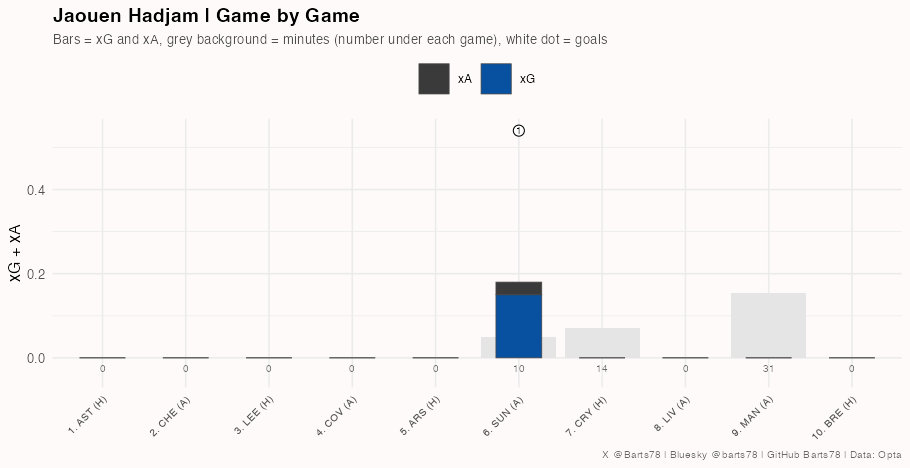 Jaouen Hadjam | Game by Game
Bars = xG and xA, grey background = minutes (number under each game), white dot = goals
xA xG
1
xG + xA
0.4
0.2
0.0
0 0 0 0 0 10 14 0 31 0
1. AST (H) 2. CHE (A) 3. LEE (H) 4. COV (A) 5. ARS (H) 6. SUN (A) 7. CRY (H) 8. LIV (A) 9. MAN (A) 10. BRE (H)
X @Barts78 | Bluesky @barts78 | GitHub Barts78 | Data: Opta